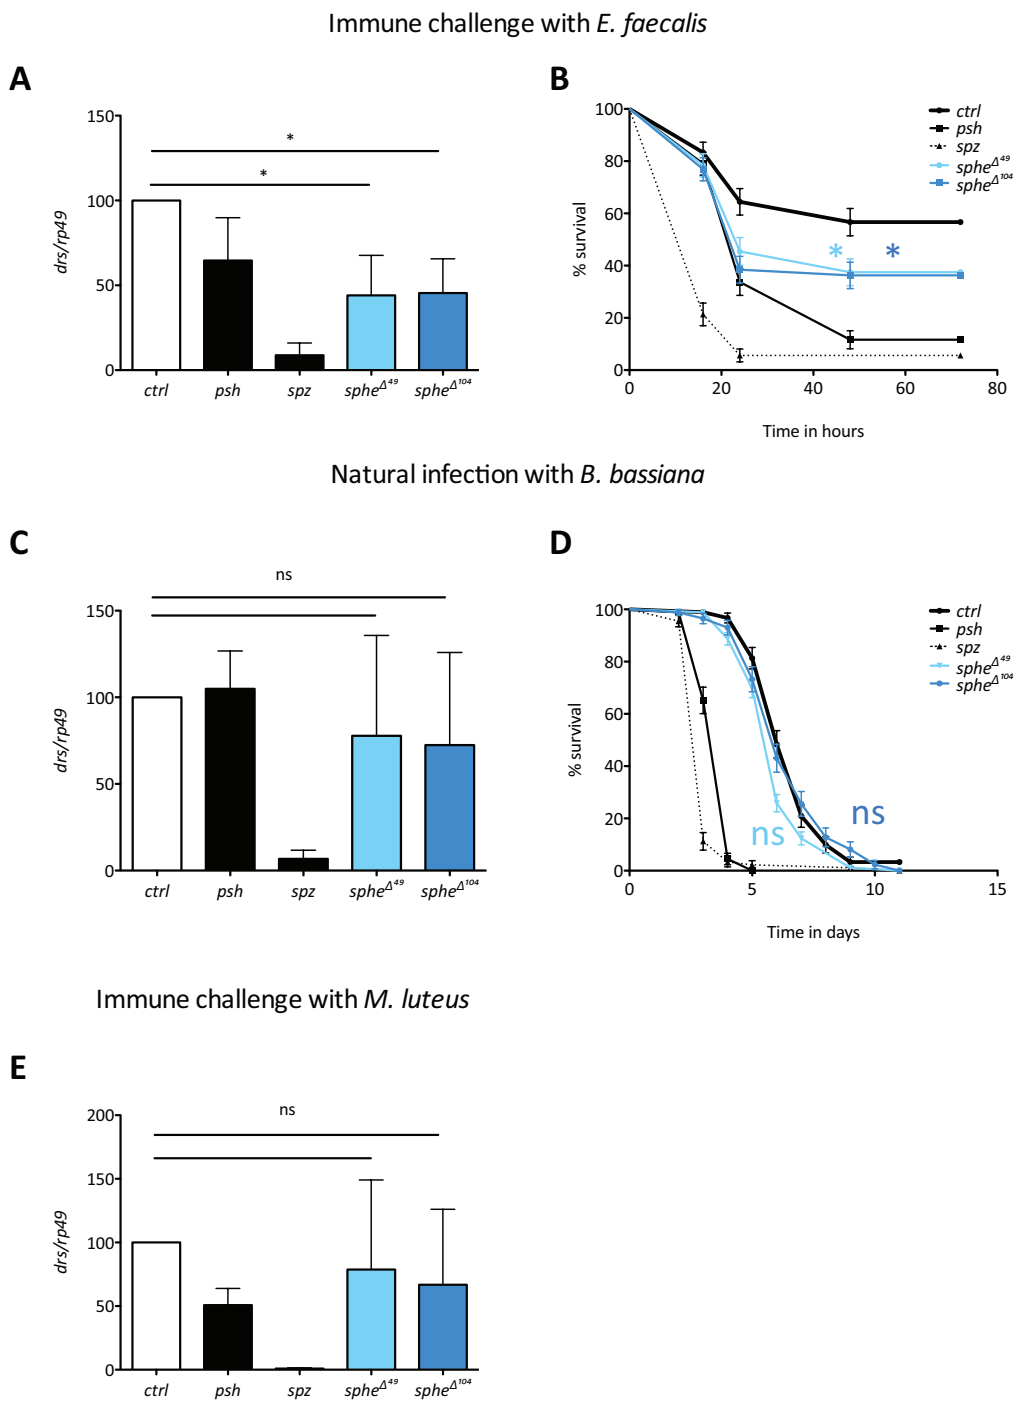 Immune challenge with E. faecalis
A
150
100
50
0
drs/rp49
*
*
ctrl
psh
spz
spheΔ49
spheΔ104
B
100
80
60
40
20
0
% survival
0
20
40
60
80
Time in hours
ctrl
psh
spz
spheΔ49
spheΔ104
* *
Natural infection with B. bassiana
C
ns
150
100
50
0
drs/rp49
ctrl
psh
spz
spheΔ49
spheΔ104
D
100
80
60
40
20
0
% survival
0
5
10
15
Time in days
ctrl
psh
spz
spheΔ49
spheΔ104
ns
ns
Immune challenge with M. luteus
E
ns
200
150
100
50
0
drs/rp49
ctrl
psh
spz
spheΔ49
spheΔ104